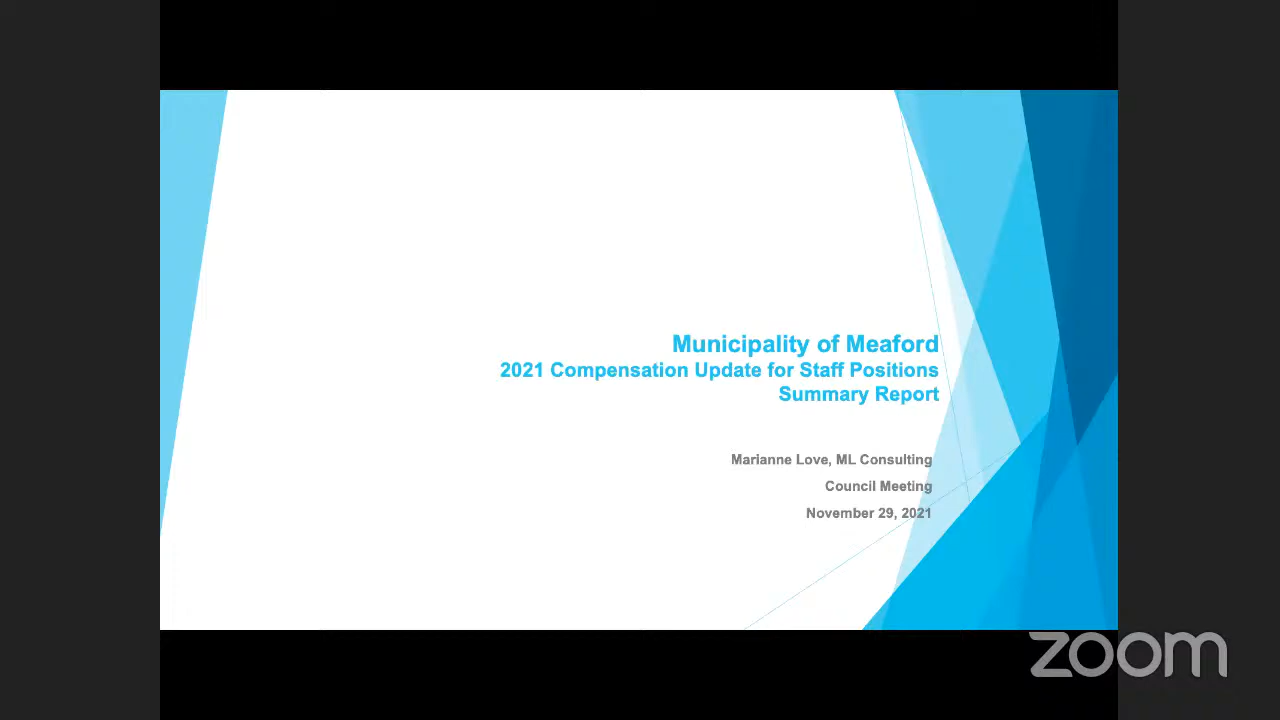 Municipality of Meaford
2021 Compensation Update for Staff Positions
Summary Report
Marianne Love, ML Consulting
Council Meeting
November 29, 2021
zoom